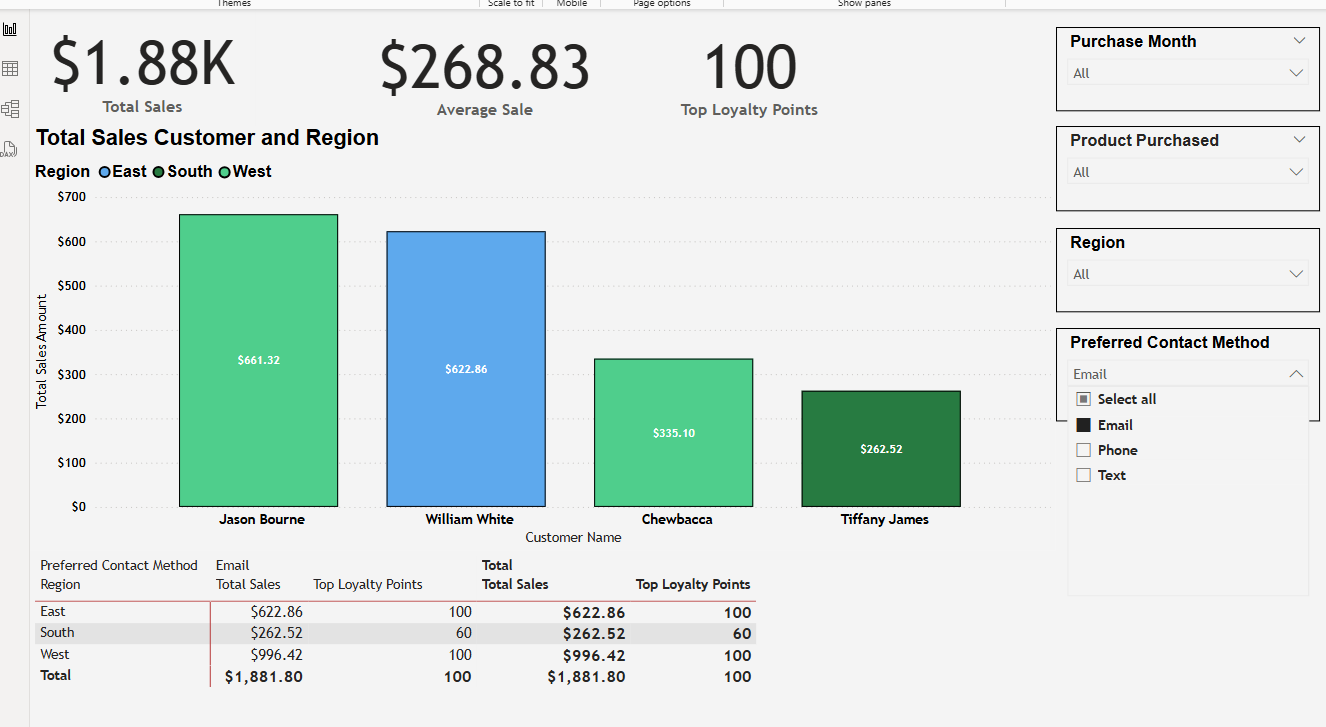 Themes Scale to fit Mobile Page options Show panes
$1.88K $268.83 100
Total Sales Average Sale Top Loyalty Points
Total Sales Customer and Region
Region East South West
$700
$600
$500
$400
$300
$200
$100
$0
Total Sales Amount
$661.32
$622.86
$335.10
$262.52
Jason Bourne William White Chewbacca Tiffany James
Customer Name
Preferred Contact Method Email Total
Region Total Sales Top Loyalty Points Total Sales Top Loyalty Points
East $622.86 100 $622.86 100
South $262.52 60 $262.52 60
West $996.42 100 $996.42 100
Total $1,881.80 100 $1,881.80 100
Purchase Month
All
Product Purchased
All
Region
All
Preferred Contact Method
Email
Select all
Email
Phone
Text
DAX